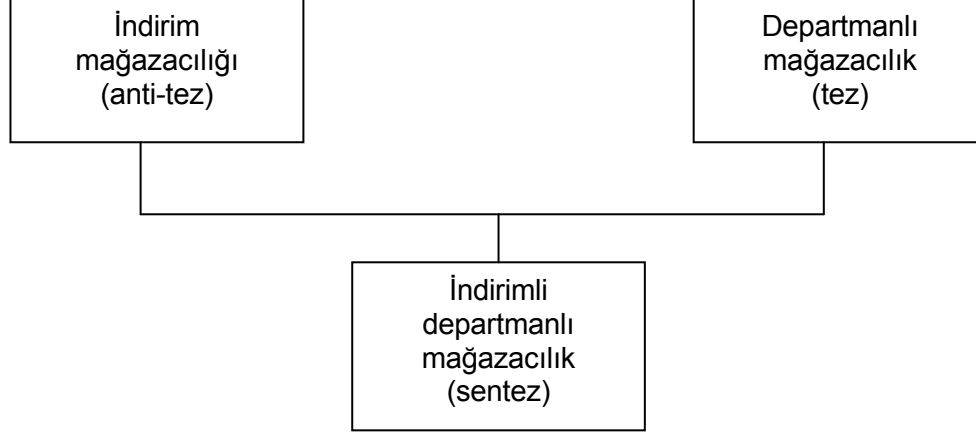 İndirim
mağazacılığı
(anti-tez)
Departmanlı
mağazacılık
(tez)
İndirimli
departmanlı
mağazacılık
(sentez)